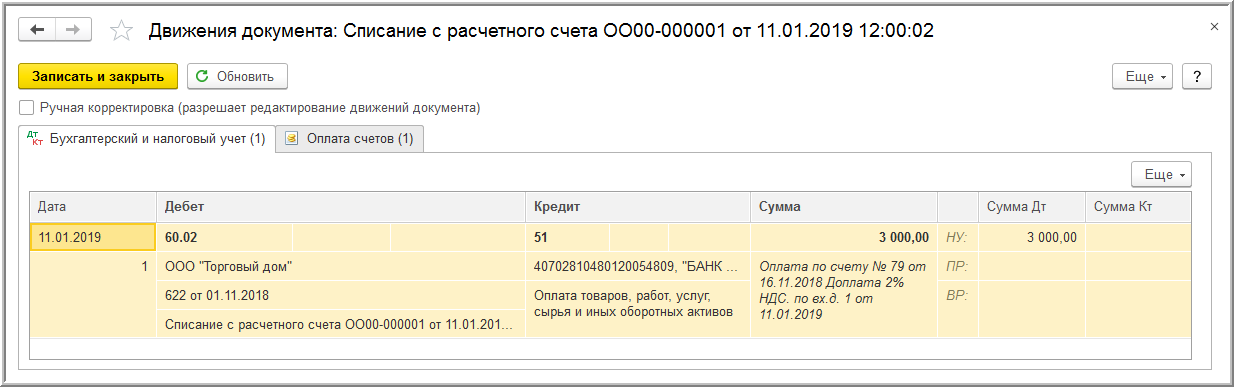 Движения документа: Списание с расчетного счета ОО00-000001 от 11.01.2019 12:00:02
Записать и закрыть
Обновить
Еще
?
Ручная корректировка (разрешает редактирование движений документа)
Дт
Кт
Бухгалтерский и налоговый учет (1)
Оплата счетов (1)
Еще
Дата
Дебет
Кредит
Сумма
Сумма Дт
Сумма Кт
11.01.2019
60.02
51
3 000,00
НУ:
3 000,00
1
ООО "Торговый дом"
40702810480120054809, "БАНК ...
Оплата по счету № 79 от
16.11.2018 Доплата 2%
НДС. по вх.д. 1 от
11.01.2019
ПР:
622 от 01.11.2018
Оплата товаров, работ, услуг,
сырья и иных оборотных активов
ВР:
Списание с расчетного счета ОО00-000001 от 11.01.201...